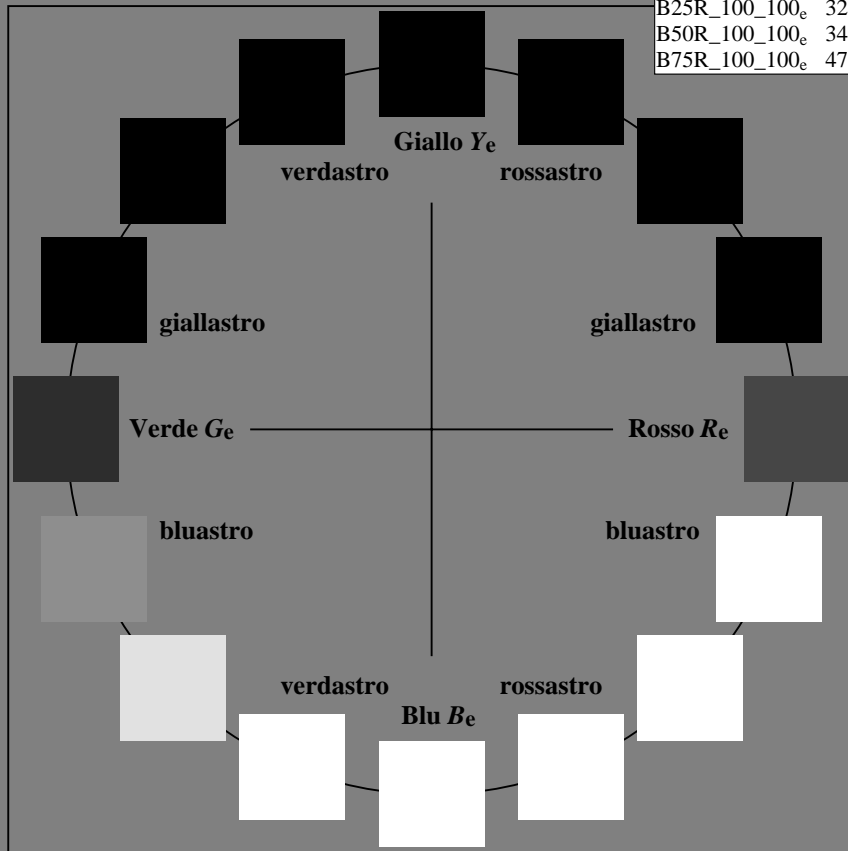 B25R_100_100e 32
B50R_100_100e 34
B75R_100_100e 47
Giallo Ye
verdastro rossastro
giallastro giallastro
Verde Ge Rosso Re
bluastro bluastro
verdastro rossastro
Blu Be